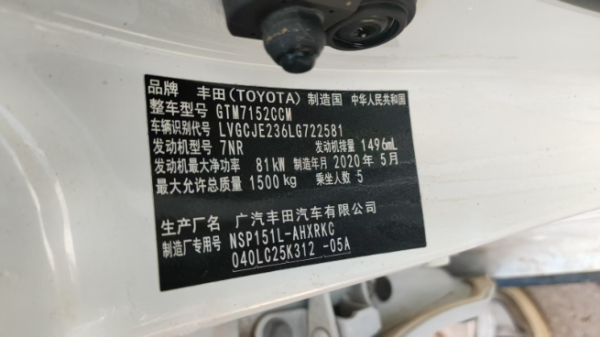 品牌 丰田(TOYOTA) 制造国 中华人民共和国
整车型号 GTM7152CCM
车辆识别代号 LVGCJE236LG722581
发动机型号 7NR 发动机排量 1496mL
发动机最大净功率 81kW 制造年月 2020年5月
最大允许总质量 1500kg 乘坐人数 5
生产厂名 广汽丰田汽车有限公司
制造厂专用号 NSP151L-AHXRKC
040LC25K312 -05A